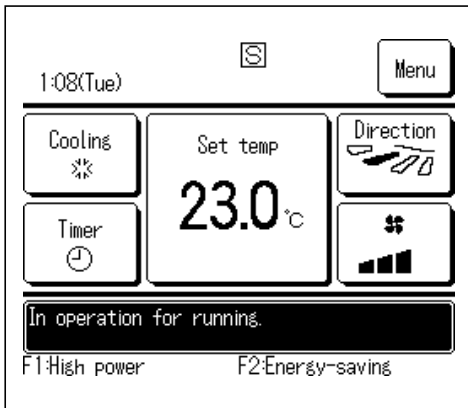 S
1:08(Tue)
Menu
Cooling
Set temp
Direction
23.0°C
Timer
In operation for running.
F1:High power
F2:Energy-saving